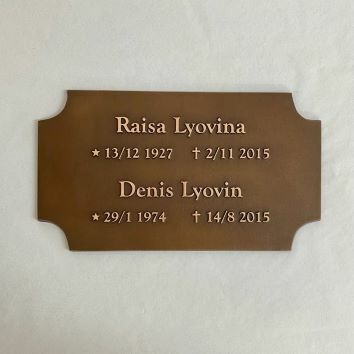 Raisa Lyovina
★ 13/12 1927 † 2/11 2015
Denis Lyovin
★ 29/1 1974 † 14/8 2015